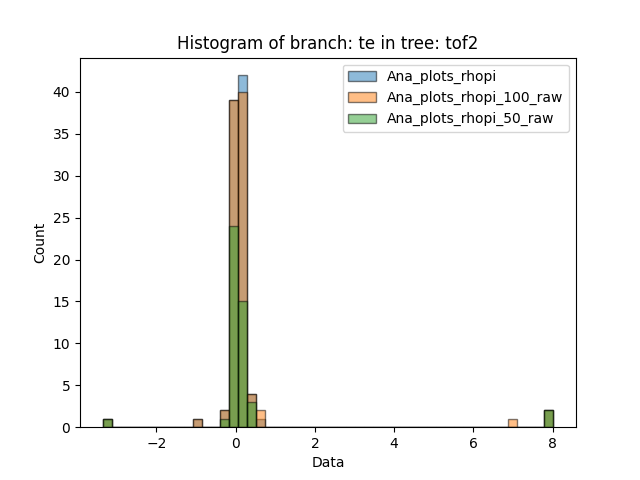 Histogram of branch: te in tree: tof2
Ana_plots_rhopi
Ana_plots_rhopi_100_raw
Ana_plots_rhopi_50_raw
40
35
30
25
20
15
10
5
0
Count
−2 0 2 4 6 8
Data